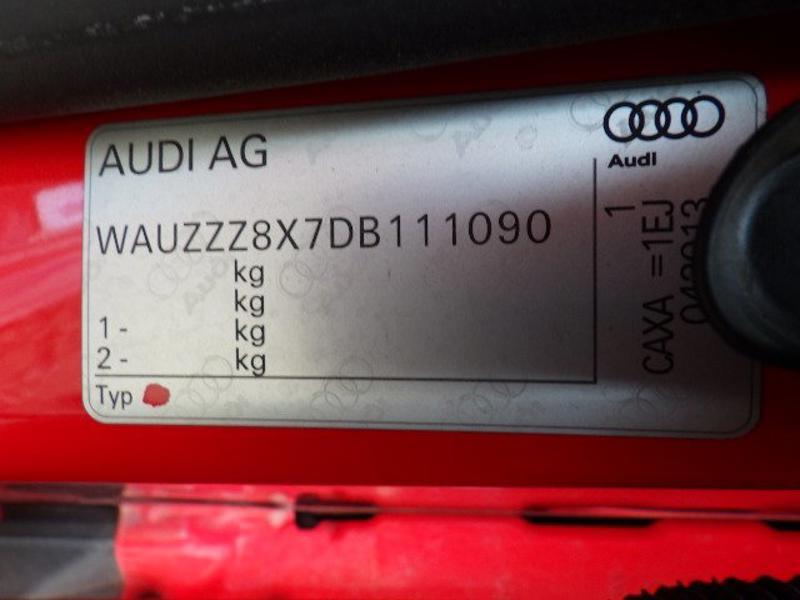 AUDI AG
Audi
WAUZZZ8X7DB111090
kg
kg
1 - kg
2 - kg
Typ
1
CAXA =1EJ